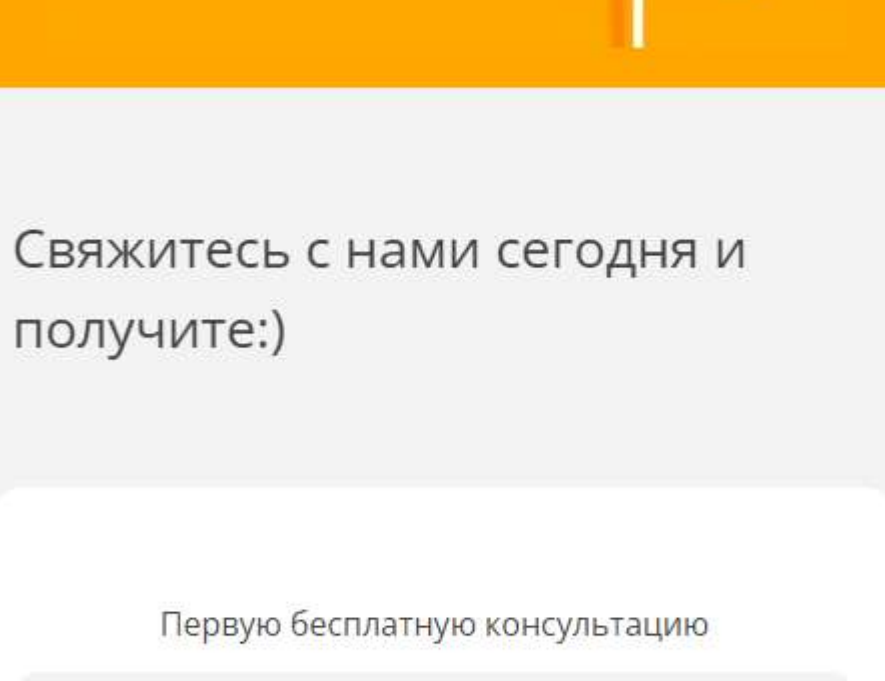 Свяжитесь с нами сегодня и
получите:)
Первую бесплатную консультацию